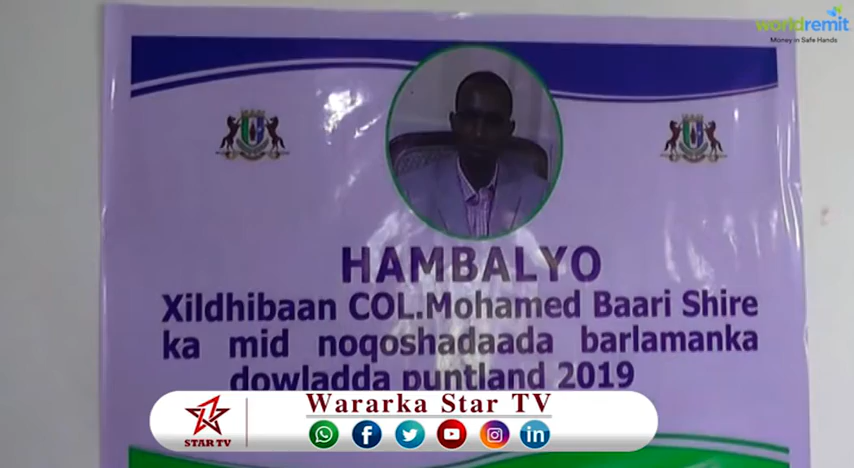 worldremit
Money in Safe Hands
HAMBALYO
Xildhibaan COL.Mohamed Baari Shire
ka mid noqoshadaada barlamanka
dowladda puntland 2019
Wararka Star TV
STAR TV